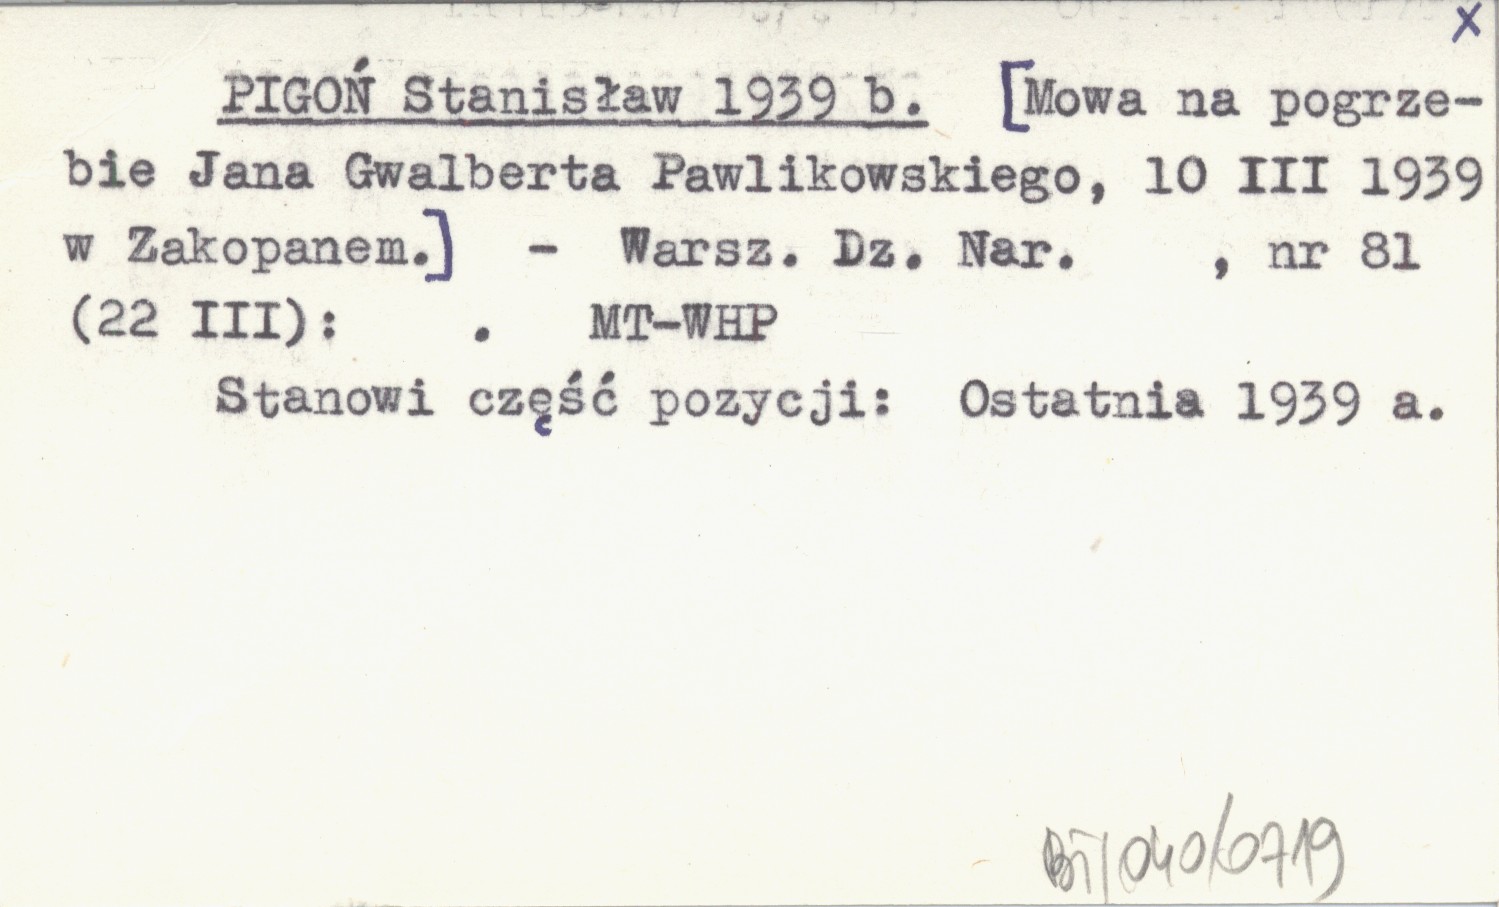 x
PIGOŃ Stanisław 1939 b. [Mowa na pogrze-
bie Jana Gwalberta Pawlikowskiego, 10 III 1939
w Zakopanem.] - Warsz. Dz. Nar. , nr 81
(22 III): . MT-WHP
Stanowi część pozycji: Ostatnia 1939 a.
BT/040/0719